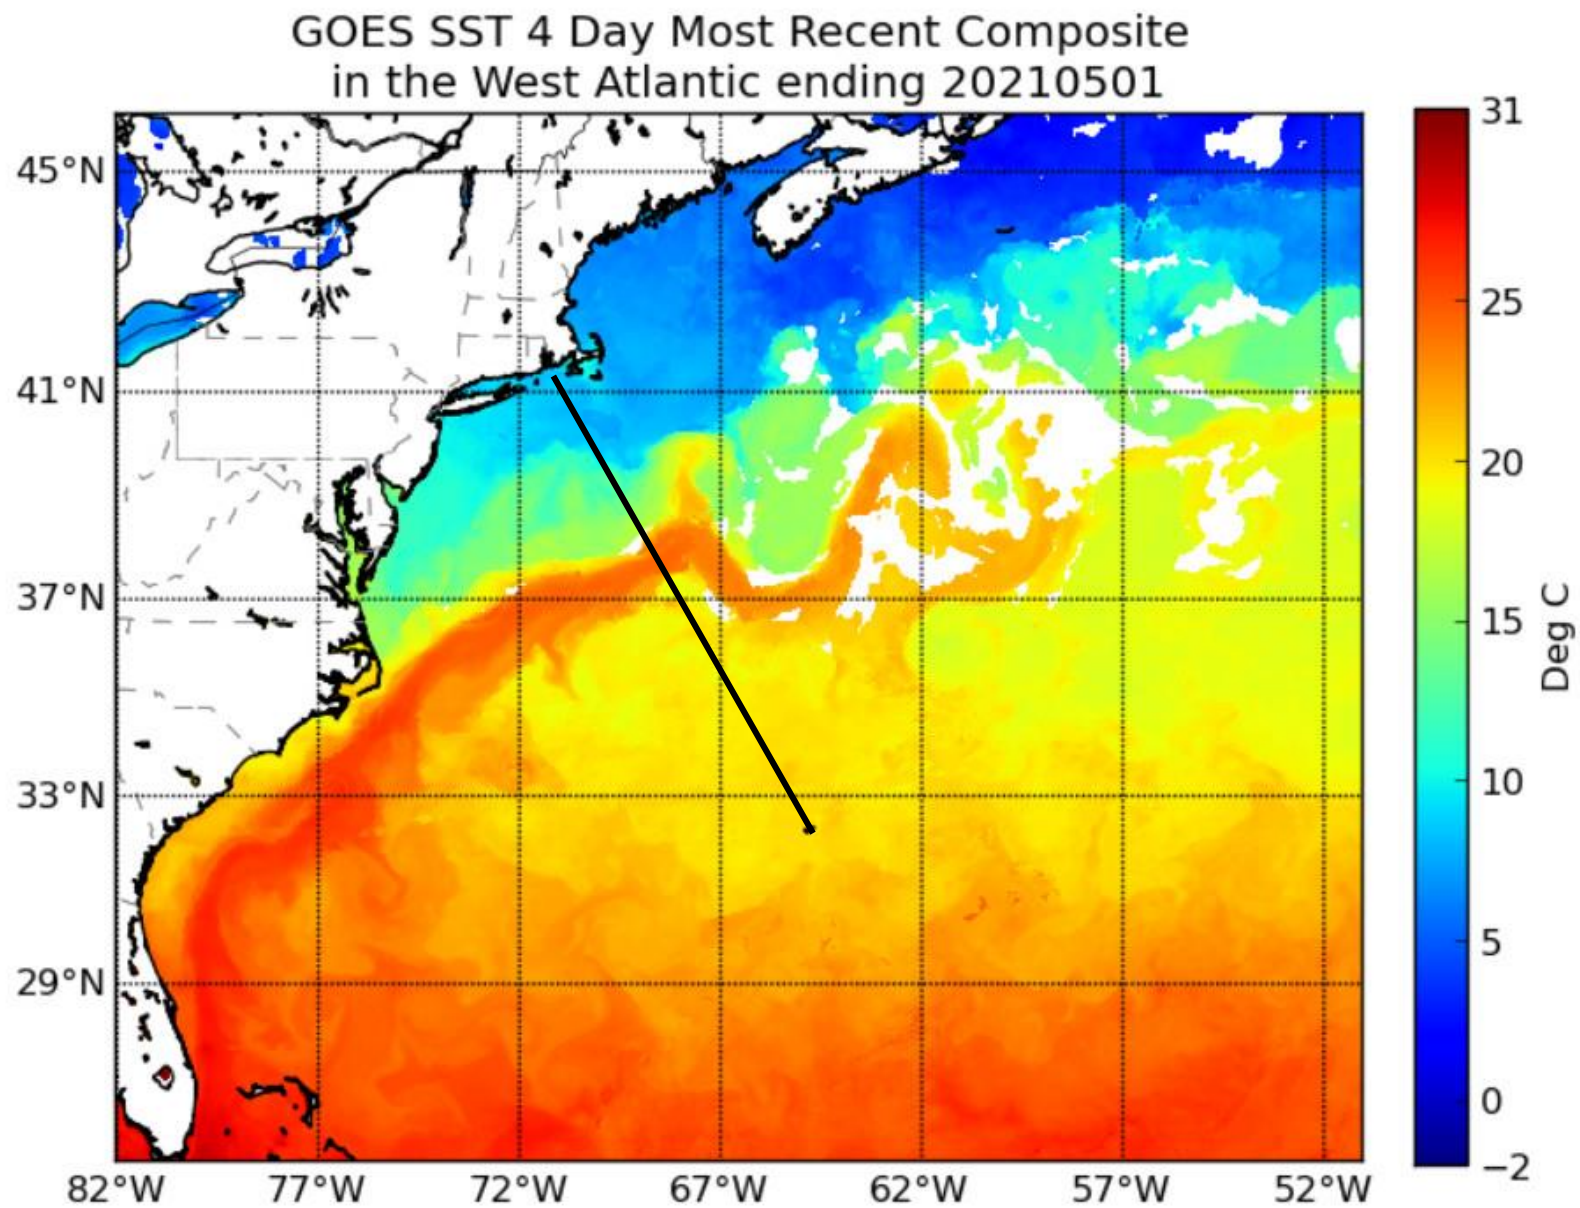 GOES SST 4 Day Most Recent Composite
in the West Atlantic ending 20210501
45°N
41°N
37°N
33°N
29°N
82°W 77°W 72°W 67°W 62°W 57°W 52°W
31
25
20
15
10
5
0
−2
Deg C